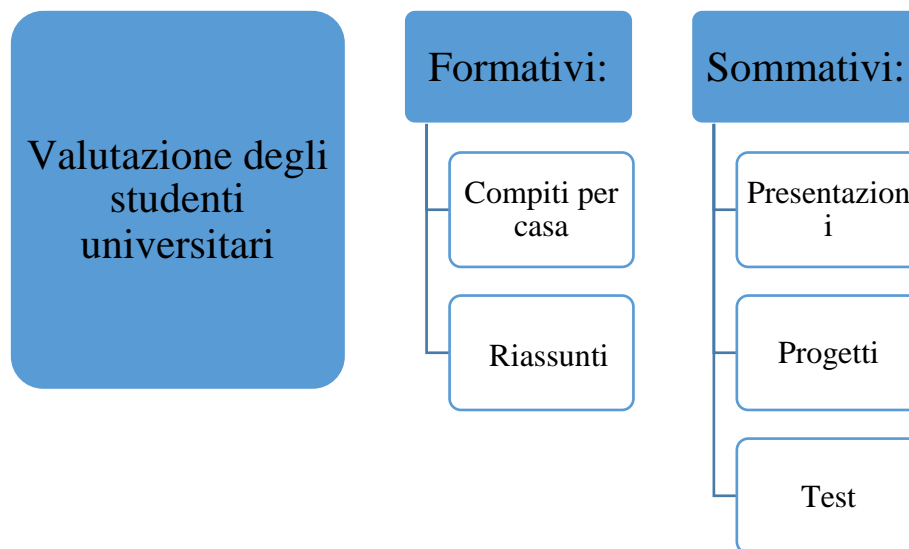 Valutazione degli
studenti
universitari
Formativi:
Compiti per
casa
Riassunti
Sommativi:
Presentazion
i
Progetti
Test